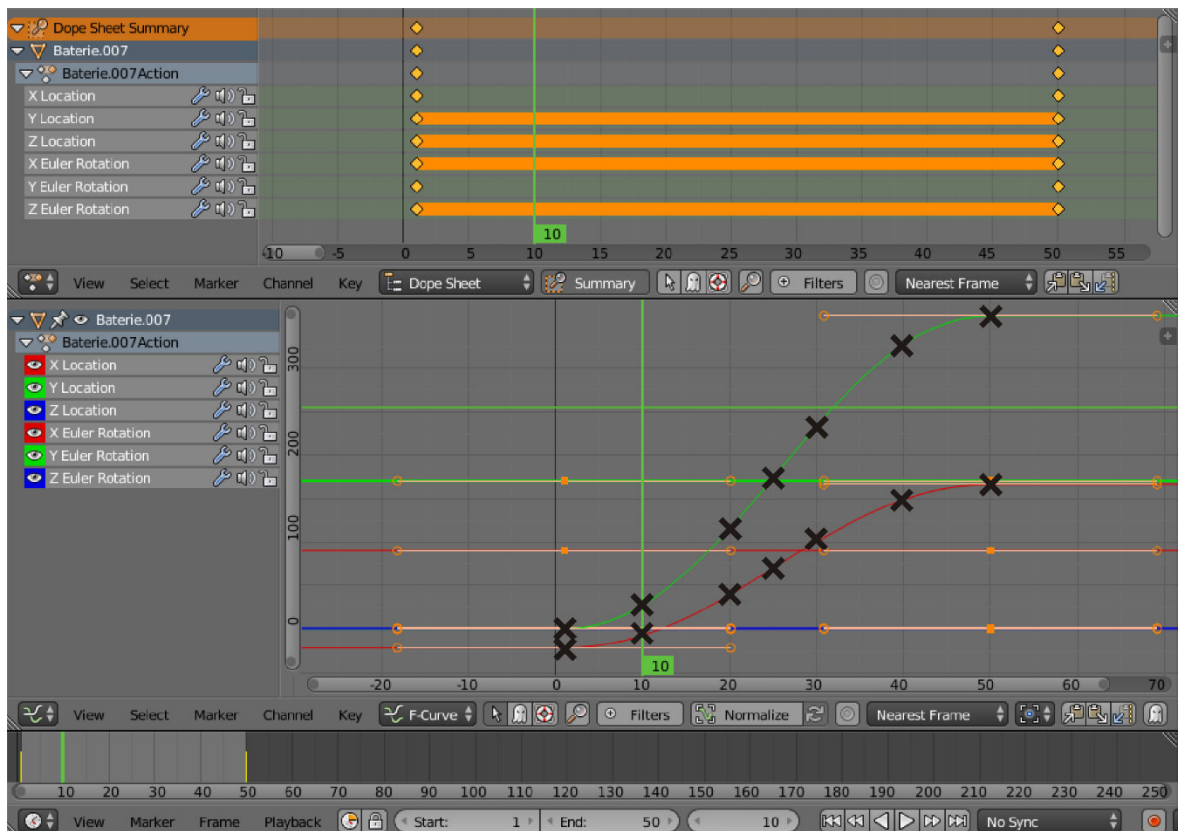 Dope Sheet Summary
Baterie.007
Baterie.007Action
X Location
Y Location
Z Location
X Euler Rotation
Y Euler Rotation
Z Euler Rotation
10
-10 -5 0 5 10 15 20 25 30 35 40 45 50 55
View Select Marker Channel Key Dope Sheet Summary Filters Nearest Frame
Baterie.007
Baterie.007Action
X Location
Y Location
Z Location
X Euler Rotation
Y Euler Rotation
Z Euler Rotation
300
200
100
0
10
-20 -10 0 10 20 30 40 50 60 70
View Select Marker Channel Key F-Curve Filters Normalize Nearest Frame
10 20 30 40 50 60 70 80 90 100 110 120 130 140 150 160 170 180 190 200 210 220 230 240 250
View Marker Frame Playback Start: 1 End: 50 10 No Sync